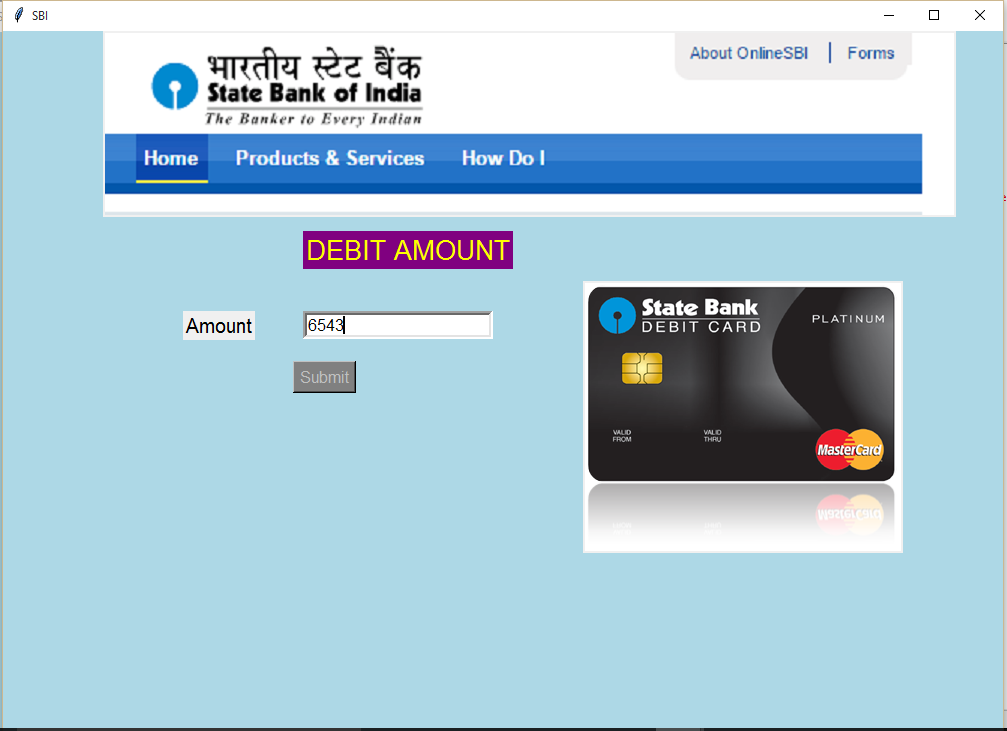 SBI
About OnlineSBI | Forms
भारतीय स्टेट बैंक
State Bank of India
The Banker to Every Indian
Home Products & Services How Do I
DEBIT AMOUNT
Amount 6543
Submit
State Bank
DEBIT CARD
PLATINUM
VALID FROM VALID THRU
MasterCard